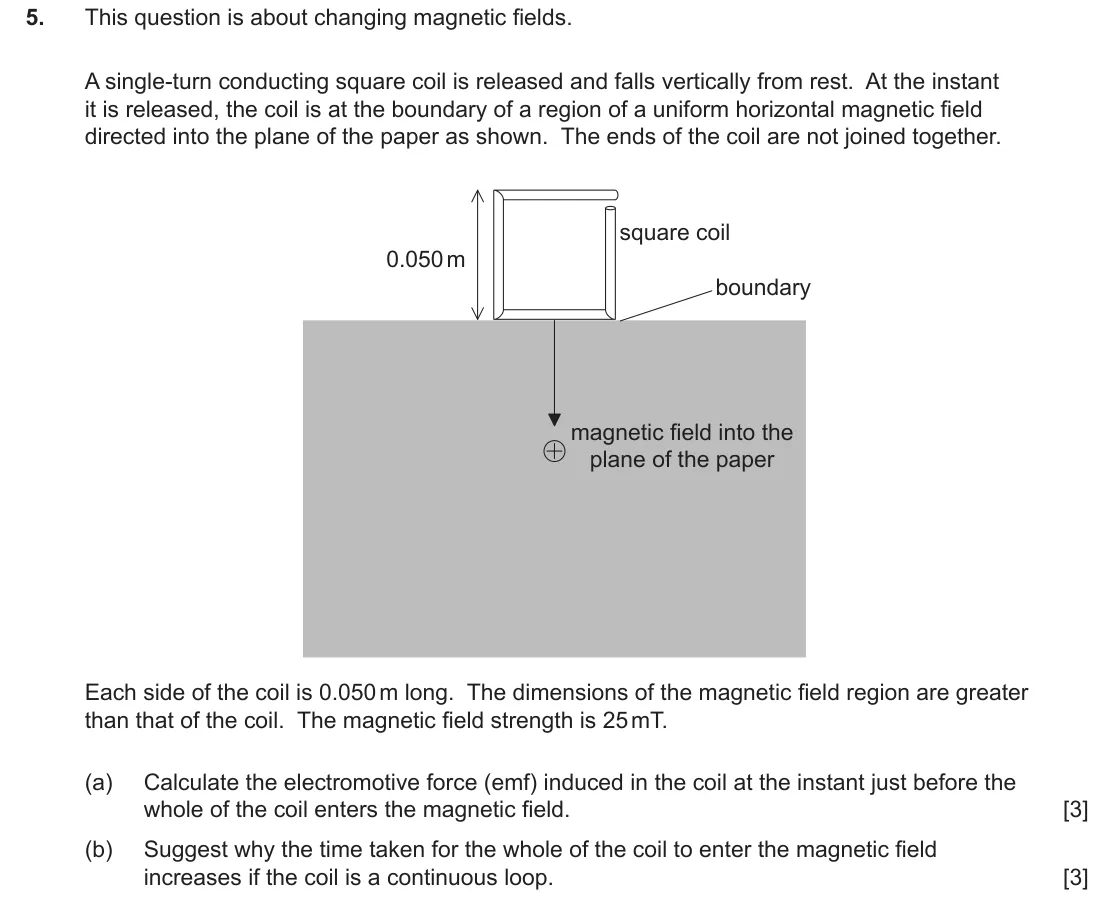 5. This question is about changing magnetic fields.
A single-turn conducting square coil is released and falls vertically from rest. At the instant
it is released, the coil is at the boundary of a region of a uniform horizontal magnetic field
directed into the plane of the paper as shown. The ends of the coil are not joined together.
square coil
0.050 m
boundary
magnetic field into the
plane of the paper
Each side of the coil is 0.050 m long. The dimensions of the magnetic field region are greater
than that of the coil. The magnetic field strength is 25 mT.
(a) Calculate the electromotive force (emf) induced in the coil at the instant just before the
whole of the coil enters the magnetic field. [3]
(b) Suggest why the time taken for the whole of the coil to enter the magnetic field
increases if the coil is a continuous loop. [3]